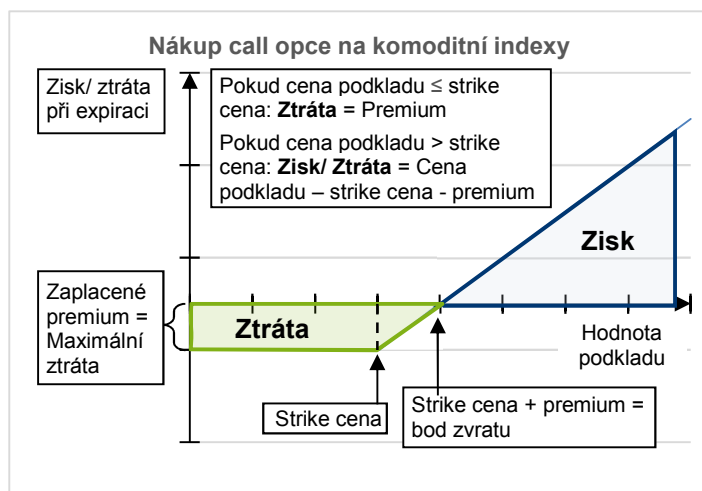 Nákup call opce na komoditní indexy
Zisk/ ztráta
při expiraci
Pokud cena podkladu ≤ strike
cena: Ztráta = Premium
Pokud cena podkladu > strike
cena: Zisk/ Ztráta = Cena
podkladu – strike cena - premium
Zisk
Zaplacené
premium =
Maximální
ztráta
Ztráta
Hodnota
podkladu
Strike cena
Strike cena + premium =
bod zvratu